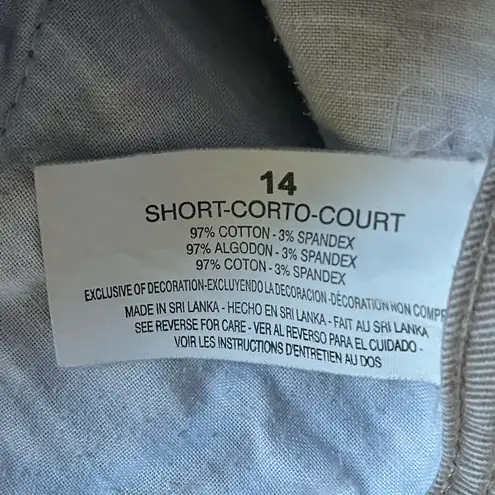 14
SHORT-CORTO-COURT
97% COTTON - 3% SPANDEX
97% ALGODON - 3% SPANDEX
97% COTON - 3% SPANDEX
EXCLUSIVE OF DECORATION-EXCLUYENDO LA DECORACION-DÉCORATION NON COMPR
MADE IN SRI LANKA - HECHO EN SRI LANKA - FAIT AU SRI LANKA
SEE REVERSE FOR CARE - VER AL REVERSO PARA EL CUIDADO -
VOIR LES INSTRUCTIONS D'ENTRETIEN AU DOS